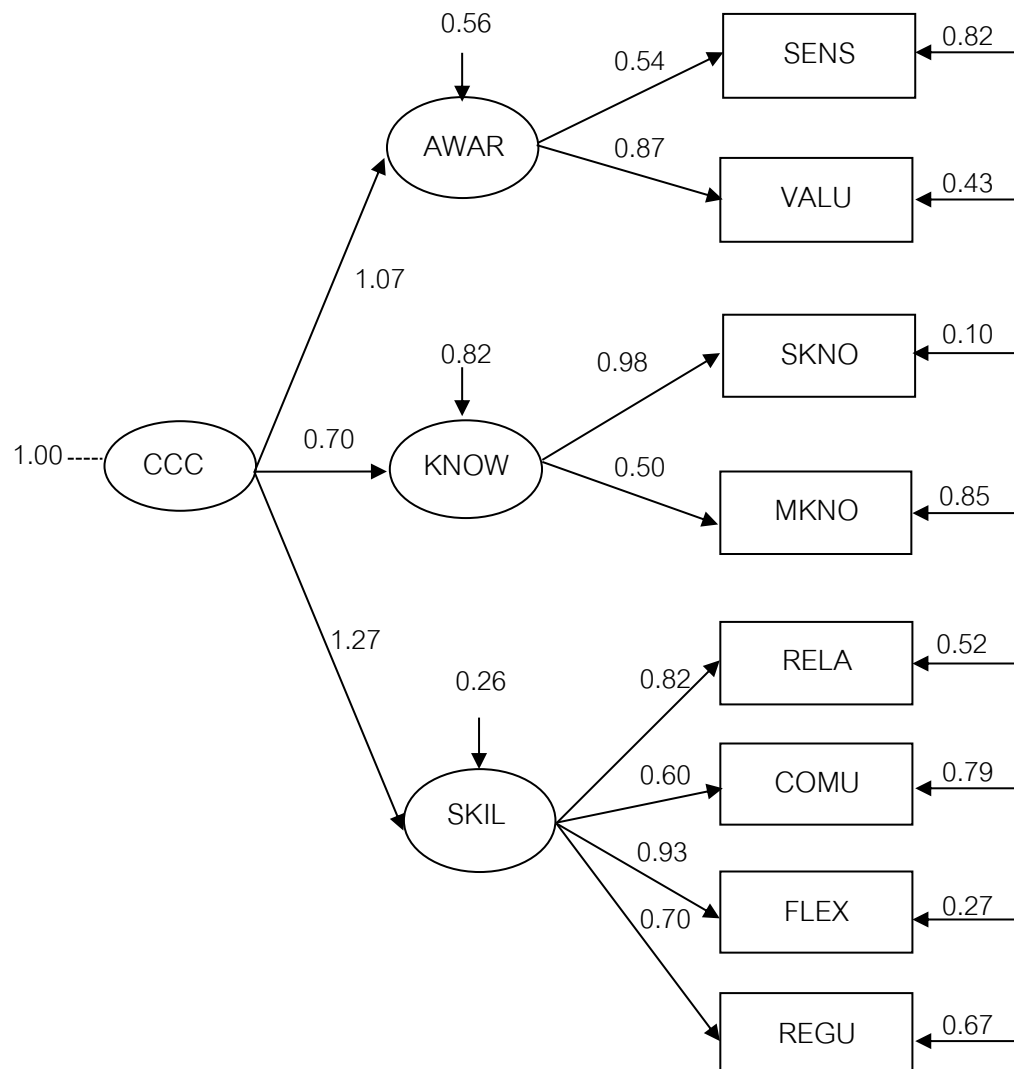 0.56
0.54
SENS
0.82
AWAR
0.87
VALU
0.43
1.07
0.82
0.98
SKNO
0.10
1.00
CCC
0.70
KNOW
0.50
MKNO
0.85
1.27
0.26
0.82
RELA
0.52
SKIL
0.60
COMU
0.79
0.93
FLEX
0.27
0.70
REGU
0.67